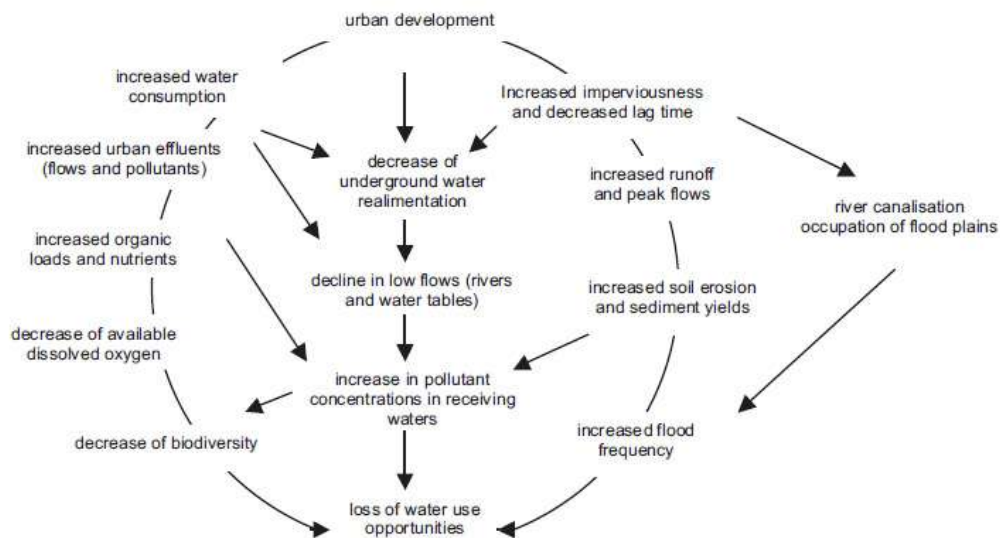 urban development
increased water
consumption
Increased imperviousness
and decreased lag time
increased urban effluents
(flows and pollutants)
decrease of
underground water
realimentation
increased runoff
and peak flows
river canalisation
occupation of flood plains
increased organic
loads and nutrients
decline in low flows (rivers
and water tables)
increased soil erosion
and sediment yields
decrease of available
dissolved oxygen
increase in pollutant
concentrations in receiving
waters
decrease of biodiversity
increased flood
frequency
loss of water use
opportunities